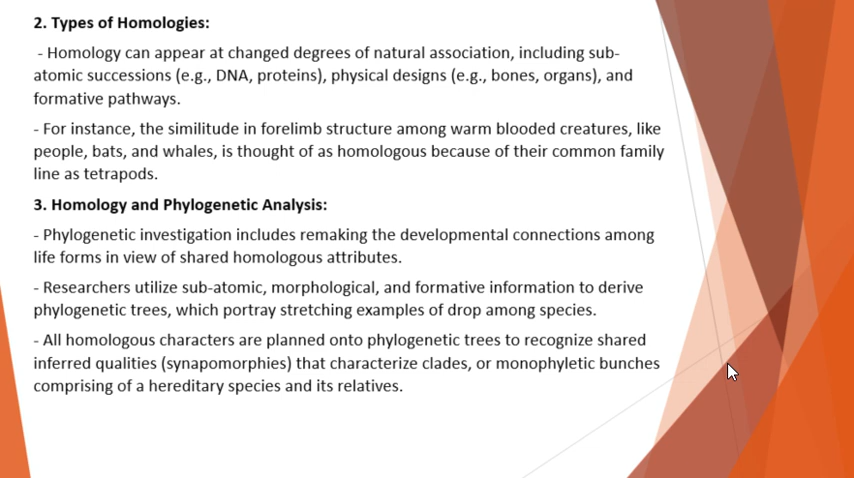 2. Types of Homologies:
- Homology can appear at changed degrees of natural association, including sub-
atomic successions (e.g., DNA, proteins), physical designs (e.g., bones, organs), and
formative pathways.
- For instance, the similitude in forelimb structure among warm blooded creatures, like
people, bats, and whales, is thought of as homologous because of their common family
line as tetrapods.
3. Homology and Phylogenetic Analysis:
- Phylogenetic investigation includes remaking the developmental connections among
life forms in view of shared homologous attributes.
- Researchers utilize sub-atomic, morphological, and formative information to derive
phylogenetic trees, which portray stretching examples of drop among species.
- All homologous characters are planned onto phylogenetic trees to recognize shared
inferred qualities (synapomorphies) that characterize clades, or monophyletic bunches
comprising of a hereditary species and its relatives.